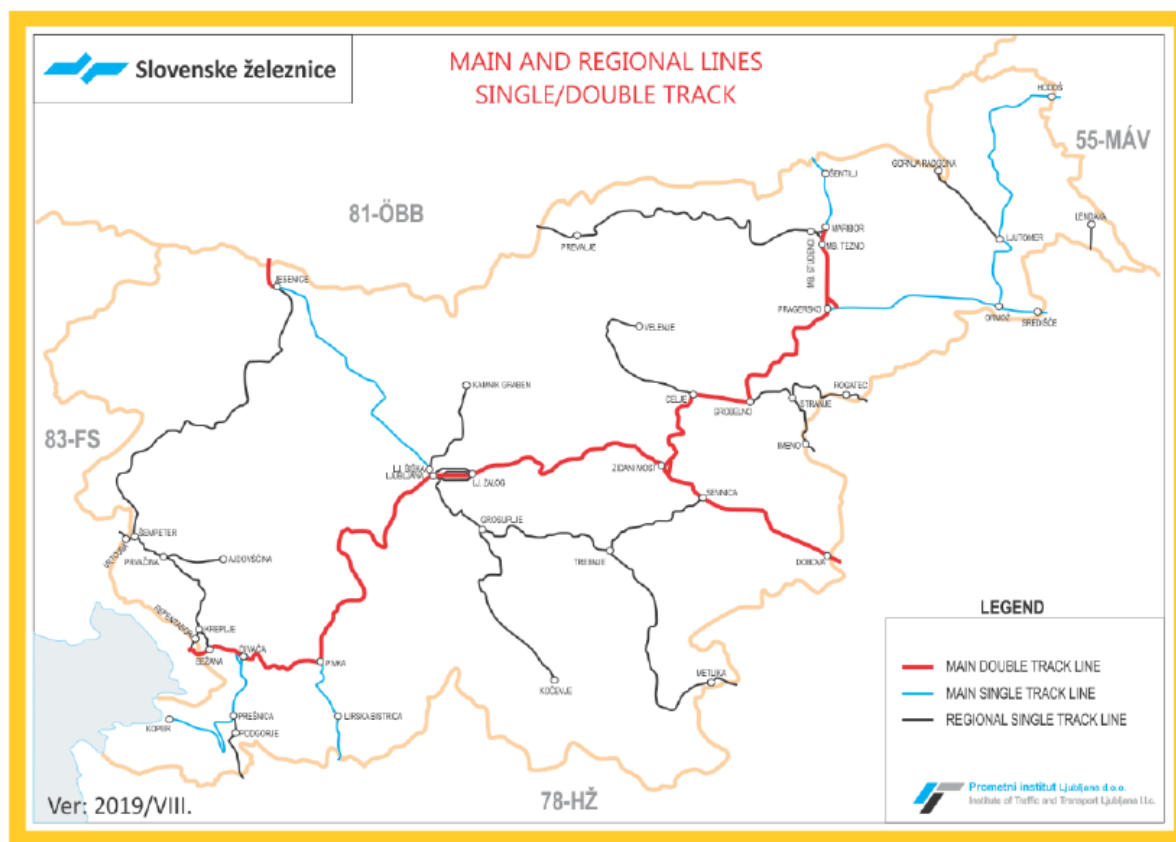 Slovenske železnice
MAIN AND REGIONAL LINES
SINGLE/DOUBLE TRACK
HODOŠ
55-MÁV
GORNJA RADGONA
ŠENTILJ
81-ÖBB
LENDAVA
MARIBOR
LJUTOMER
PREVALJE
MB. TEZNO
MB. STUDENCI
JESENICE
PRAGERSKO
ORMOŽ
SREDIŠČE
VELENJE
KAMNIK GRABEN
ROGATEC
CELJE
GROBELNO
STRANJE
83-FS
IMENO
LJ. ŠIŠKA
LJUBLJANA
LJ. ZALOG
ZIDANI MOST
SEVNICA
GROSUPLJE
ŠEMPETER
VRTOJBA
PRVAČINA
AJDOVŠČINA
TREBNJE
DOBOVA
LEGEND
REPENTABOR
KREPLJE
SEŽANA
DIVAČA
PIVKA
MAIN DOUBLE TRACK LINE
KOČEVJE
METLIKA
MAIN SINGLE TRACK LINE
PREŠNICA
ILIRSKA BISTRICA
KOPER
REGIONAL SINGLE TRACK LINE
PODGORJE
Prometni institut Ljubljana d.o.o.
Institute of Traffic and Transport Ljubljana l.l.c.
Ver: 2019/VIII.
78-HŽ